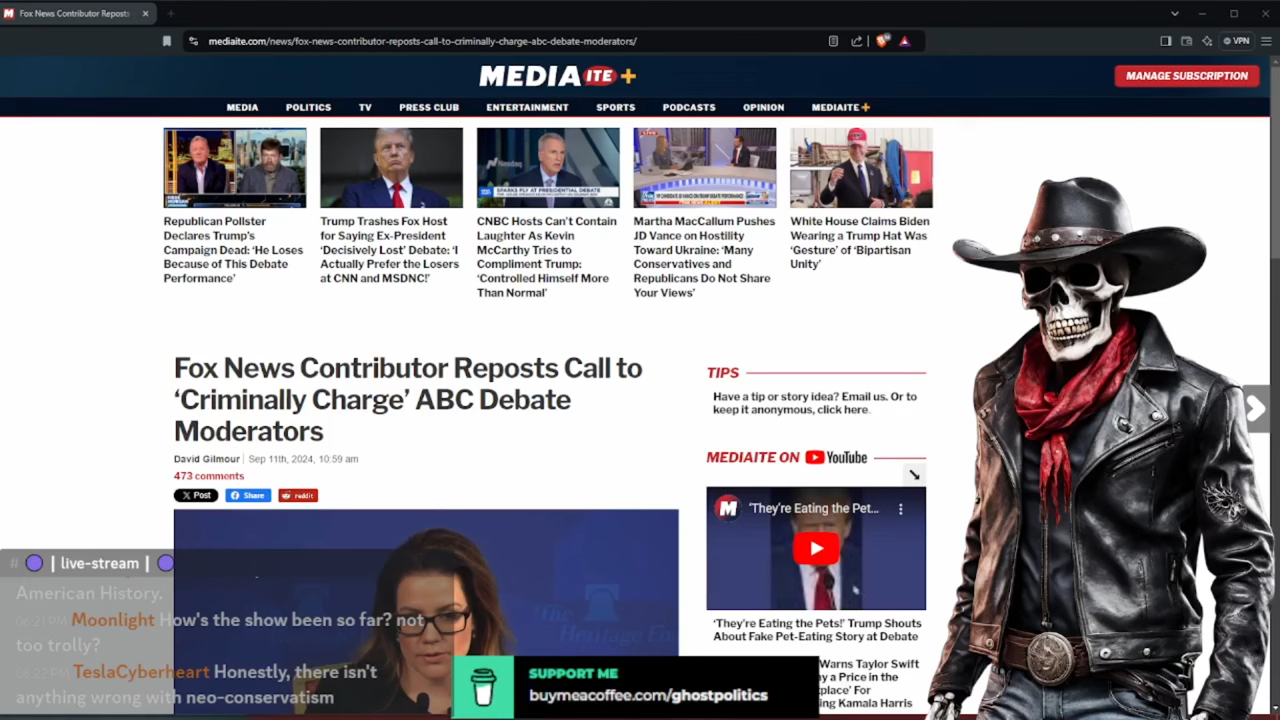 Fox News Contributor Reposts
mediaite.com/news/fox-news-contributor-reposts-call-to-criminally-charge-abc-debate-moderators/
VPN
MEDIAITE+
MANAGE SUBSCRIPTION
MEDIA POLITICS TV PRESS CLUB ENTERTAINMENT SPORTS PODCASTS OPINION MEDIAITE+
Republican Pollster
Declares Trump's
Campaign Dead: 'He Loses
Because of This Debate
Performance'
Trump Trashes Fox Host
for Saying Ex-President
'Decisively Lost' Debate: 'I
Actually Prefer the Losers
at CNN and MSDNC!'
Nasdaq
SPARKS FLY AT PRESIDENTIAL DEBATE
CNBC Hosts Can't Contain
Laughter As Kevin
McCarthy Tries to
Compliment Trump:
'Controlled Himself More
Than Normal'
LIVE
Martha MacCallum Pushes
JD Vance on Hostility
Toward Ukraine: 'Many
Conservatives and
Republicans Do Not Share
Your Views'
White House Claims Biden
Wearing a Trump Hat Was
'Gesture' of 'Bipartisan
Unity'
Fox News Contributor Reposts Call to
'Criminally Charge' ABC Debate
Moderators
David Gilmour | Sep 11th, 2024, 10:59 am
473 comments
Post
Share
reddit
TIPS
Have a tip or story idea? Email us. Or to
keep it anonymous, click here.
MEDIAITE ON YouTube
M 'They're Eating the Pet...
'They're Eating the Pets!' Trump Shouts
About Fake Pet-Eating Story at Debate
Warns Taylor Swift
y a Price in the
place' For
ing Kamala Harris
# | live-stream |
American History.
06:21 PM Moonlight How's the show been so far? not
too trolly?
06:22 PM TeslaCyberheart Honestly, there isn't
anything wrong with neo-conservatism
The
Heritage Fo
SUPPORT ME
buymeacoffee.com/ghostpolitics